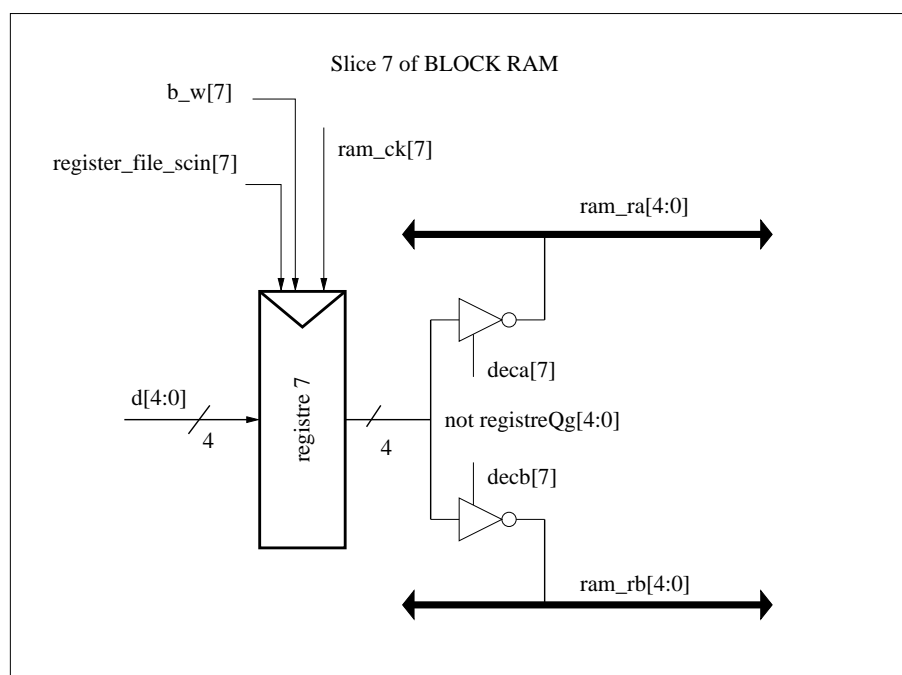 Slice 7 of BLOCK RAM
b_w[7]
ram_ck[7]
register_file_scin[7]
ram_ra[4:0]
deca[7]
d[4:0]
4
registre 7
4
not registreQg[4:0]
decb[7]
ram_rb[4:0]